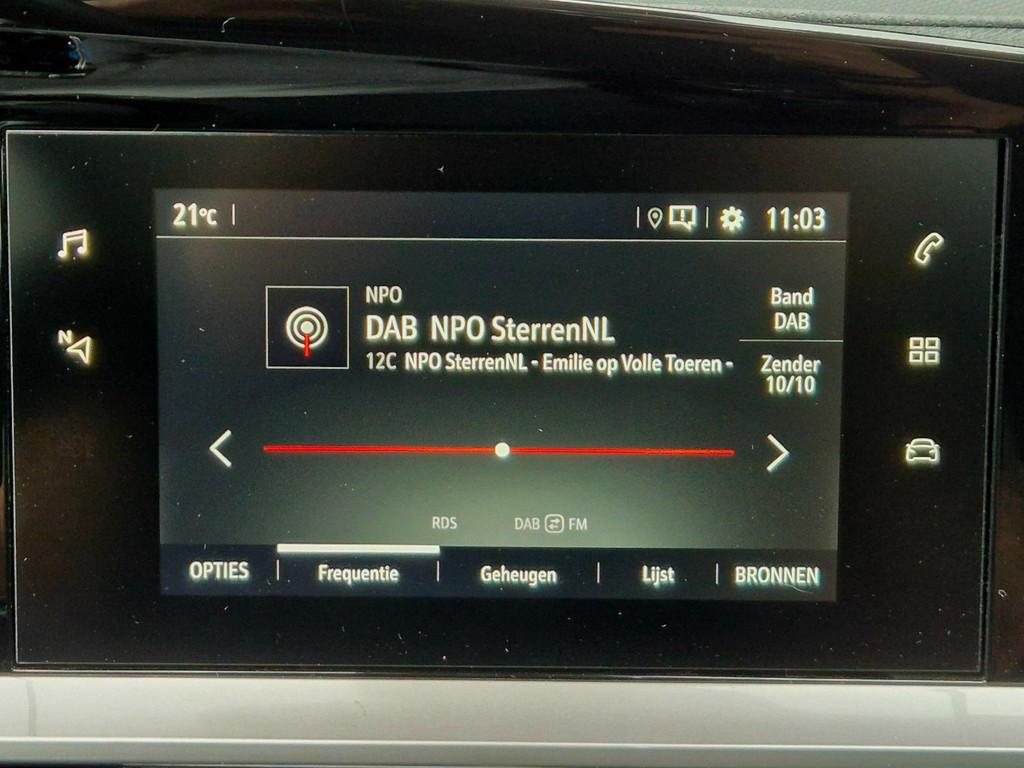 21°C
11:03
N
NPO
DAB NPO SterrenNL
12C NPO SterrenNL - Emilie op Volle Toeren -
Band
DAB
Zender
10/10
RDS
DAB FM
OPTIES
Frequentie
Geheugen
Lijst
BRONNEN